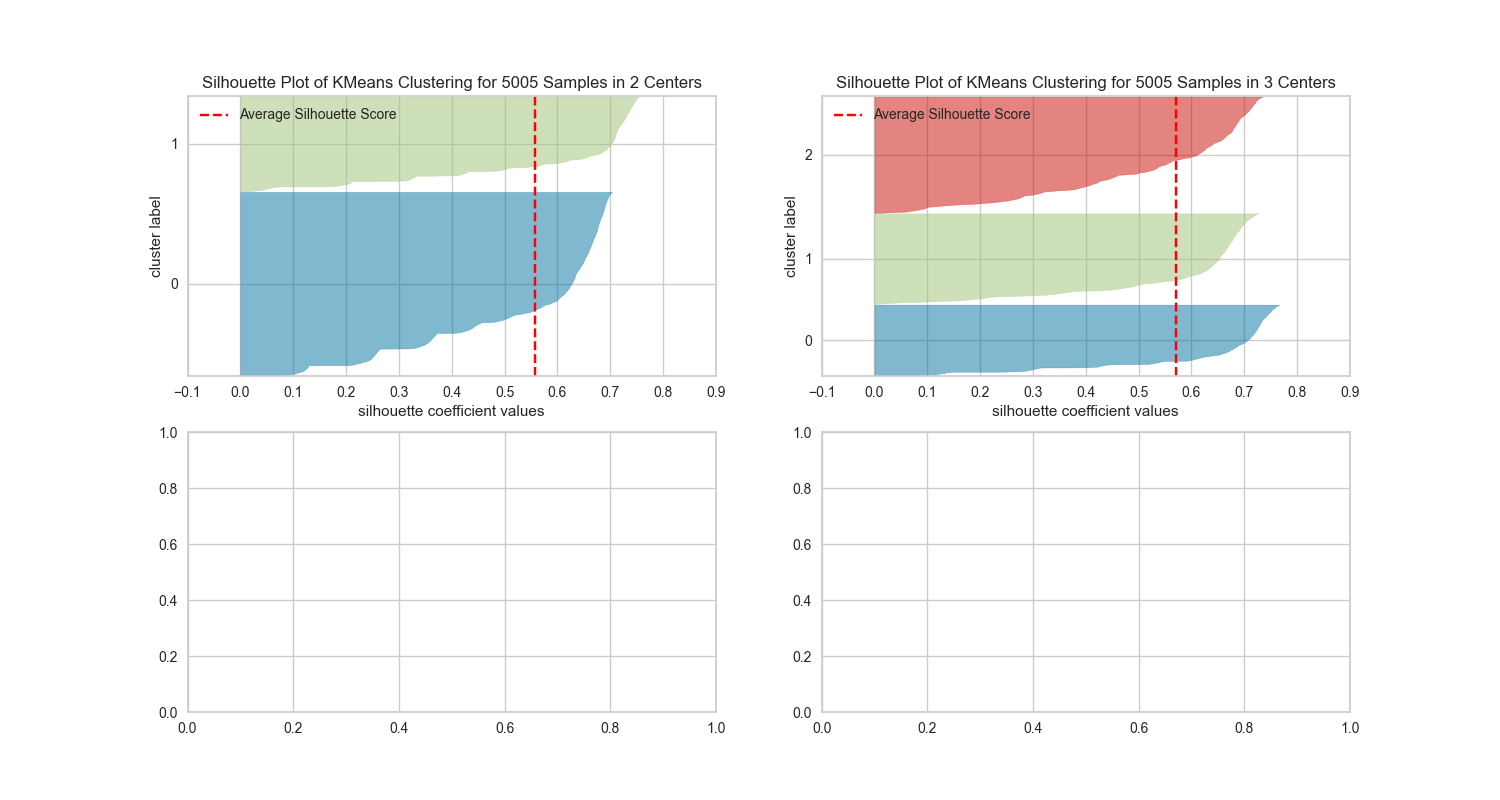 Silhouette Plot of KMeans Clustering for 5005 Samples in 2 Centers
Average Silhouette Score
1
0
cluster label
−0.1 0.0 0.1 0.2 0.3 0.4 0.5 0.6 0.7 0.8 0.9
silhouette coefficient values
Silhouette Plot of KMeans Clustering for 5005 Samples in 3 Centers
Average Silhouette Score
2
1
0
cluster label
−0.1 0.0 0.1 0.2 0.3 0.4 0.5 0.6 0.7 0.8 0.9
silhouette coefficient values
1.0
0.8
0.6
0.4
0.2
0.0
0.0 0.2 0.4 0.6 0.8 1.0
1.0
0.8
0.6
0.4
0.2
0.0
0.0 0.2 0.4 0.6 0.8 1.0